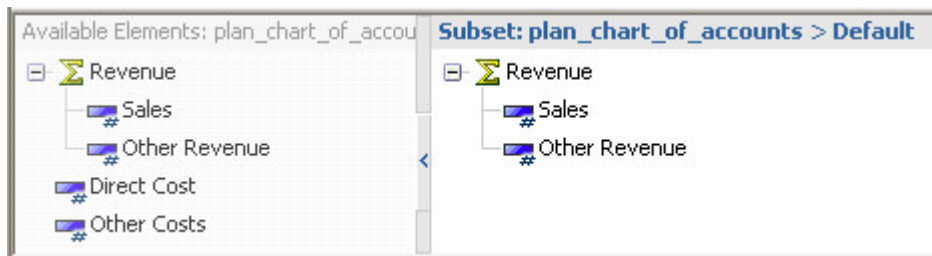 Available Elements: plan_chart_of_accou
Revenue
Sales
Other Revenue
Direct Cost
Other Costs
Subset: plan_chart_of_accounts > Default
Revenue
Sales
Other Revenue